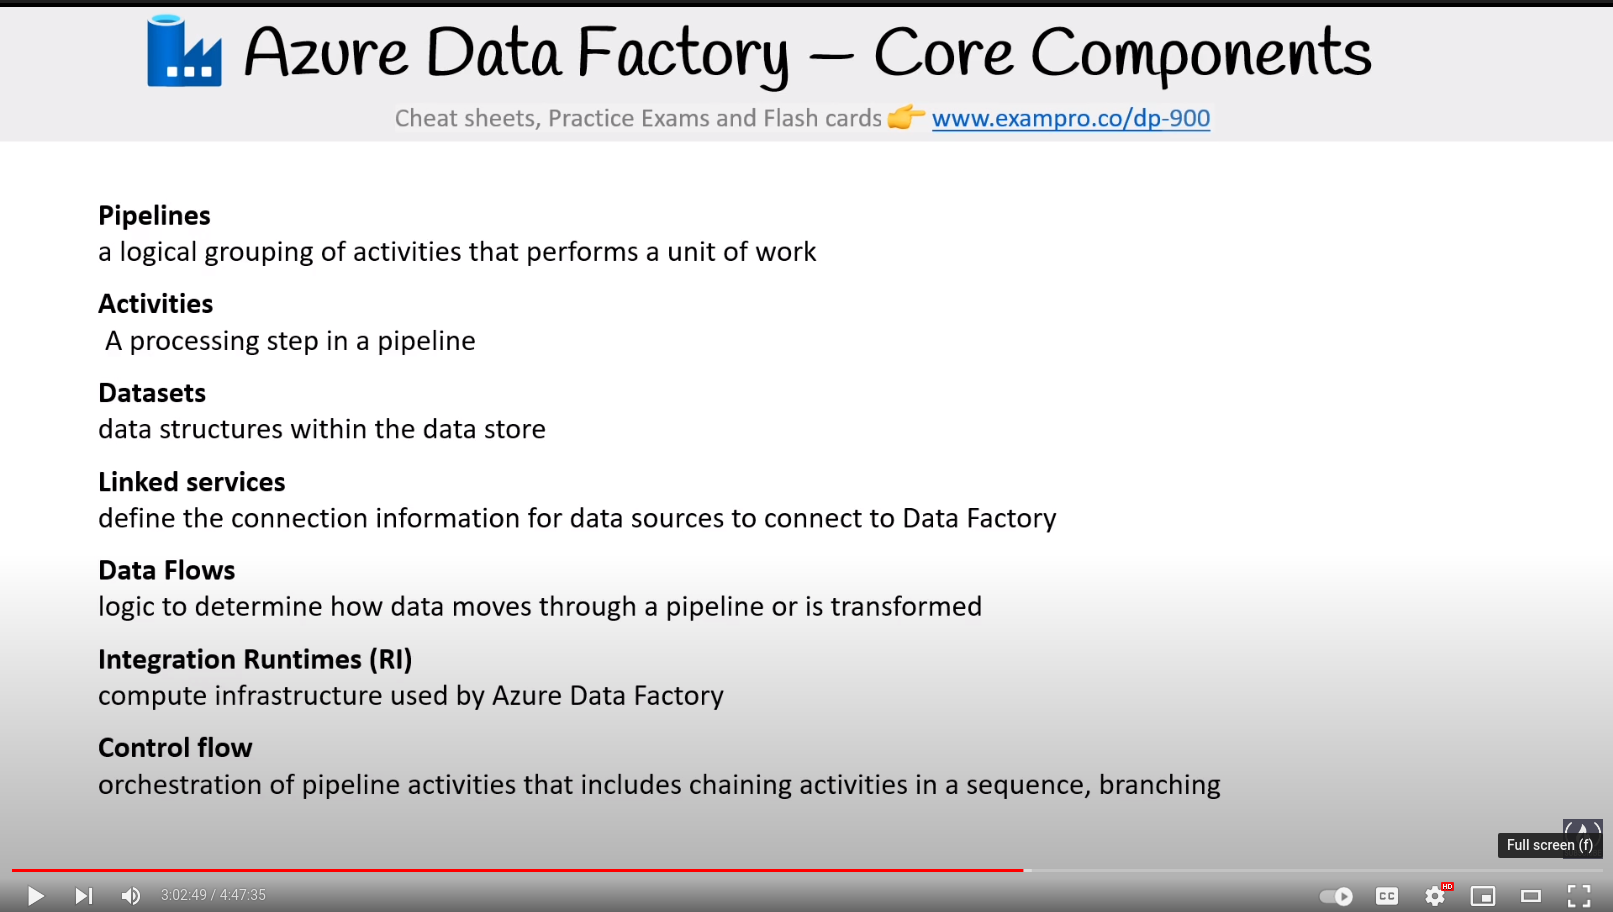 Azure Data Factory — Core Components
Cheat sheets, Practice Exams and Flash cards 👉 www.exampro.co/dp-900
Pipelines
a logical grouping of activities that performs a unit of work
Activities
A processing step in a pipeline
Datasets
data structures within the data store
Linked services
define the connection information for data sources to connect to Data Factory
Data Flows
logic to determine how data moves through a pipeline or is transformed
Integration Runtimes (RI)
compute infrastructure used by Azure Data Factory
Control flow
orchestration of pipeline activities that includes chaining activities in a sequence, branching
Full screen (f)
3:02:49 / 4:47:35
CC
HD